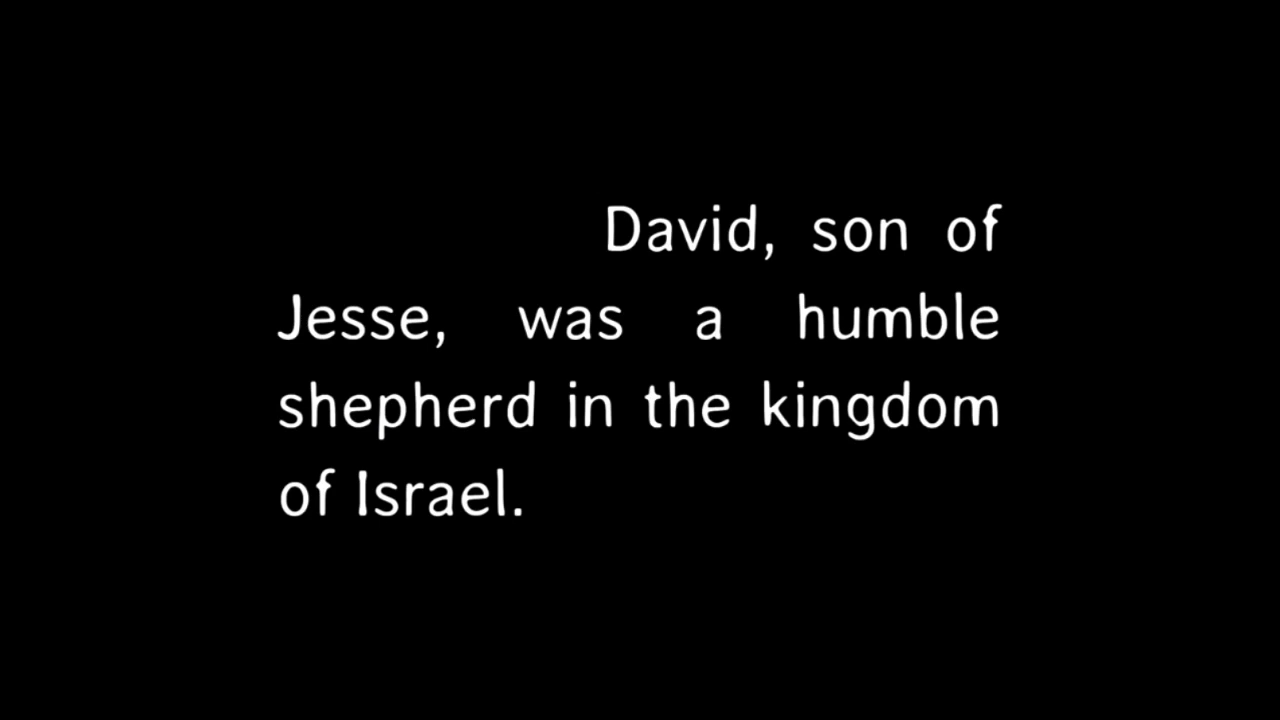 David, son of
Jesse, was a humble
shepherd in the kingdom
of Israel.